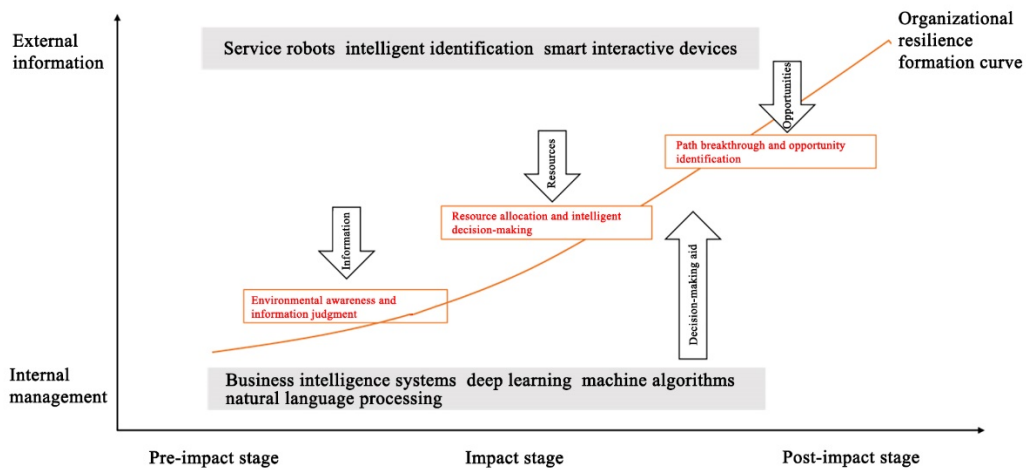 External
information
Service robots intelligent identification smart interactive devices
Organizational
resilience
formation curve
Opportunities
Path breakthrough and opportunity
identification
Resources
Resource allocation and intelligent
decision-making
Information
Environmental awareness and
information judgment
Decision-making aid
Internal
management
Business intelligence systems deep learning machine algorithms
natural language processing
Pre-impact stage
Impact stage
Post-impact stage